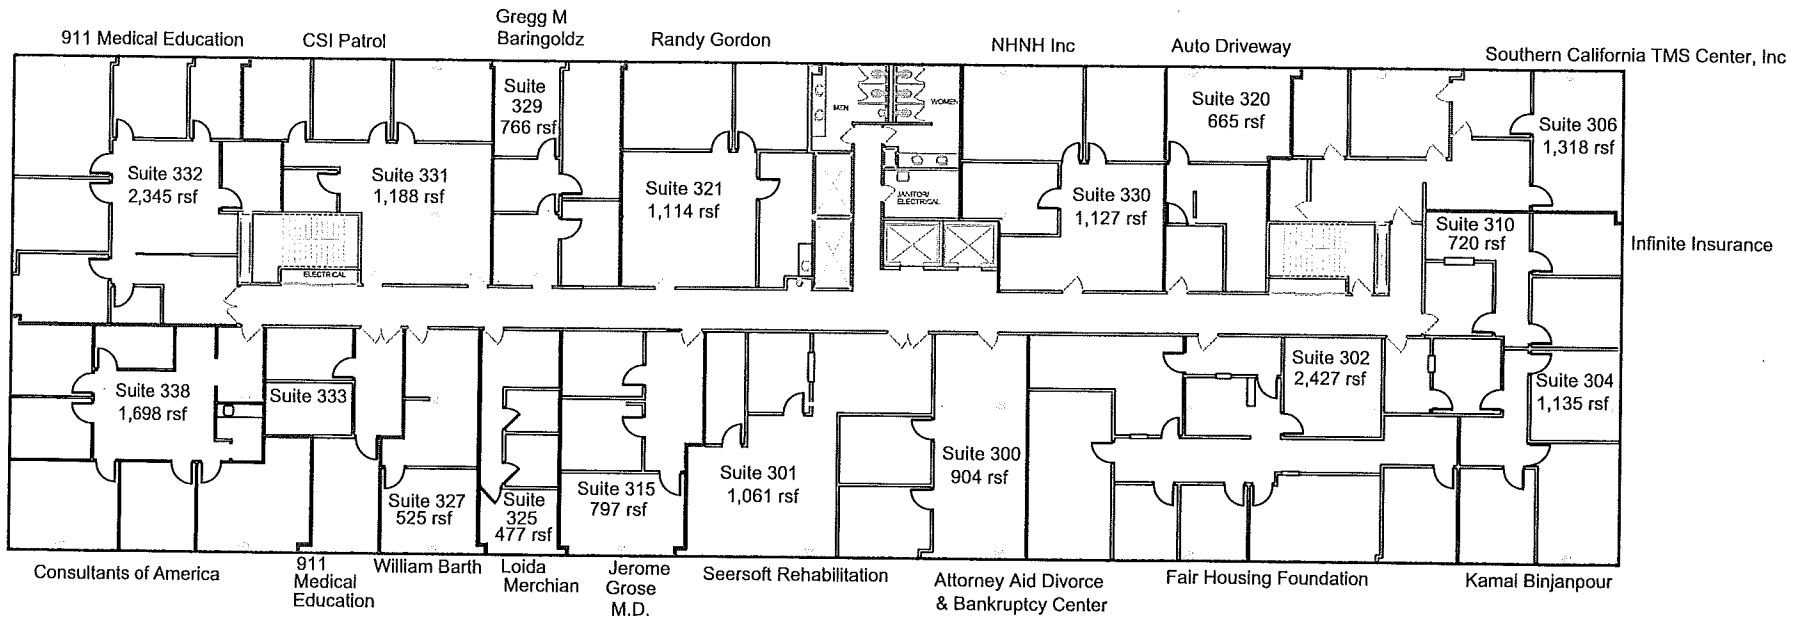 911 Medical Education
CSI Patrol
Gregg M
Baringoldz
Randy Gordon
NHNH Inc
Auto Driveway
Southern California TMS Center, Inc
Suite
329
766 rsf
MEN
WOMEN
Suite 320
665 rsf
Suite 306
1,318 rsf
Suite 332
2,345 rsf
Suite 331
1,188 rsf
Suite 321
1,114 rsf
JANITOR/
ELECTRICAL
Suite 330
1,127 rsf
Suite 310
720 rsf
Infinite Insurance
ELECTRICAL
Suite 338
1,698 rsf
Suite 333
Suite 302
2,427 rsf
Suite 304
1,135 rsf
Suite 327
525 rsf
Suite
325
477 rsf
Suite 315
797 rsf
Suite 301
1,061 rsf
Suite 300
904 rsf
Consultants of America
911
Medical
Education
William Barth
Loida
Merchian
Jerome
Grose
M.D.
Seersoft Rehabilitation
Attorney Aid Divorce
& Bankruptcy Center
Fair Housing Foundation
Kamal Binjanpour